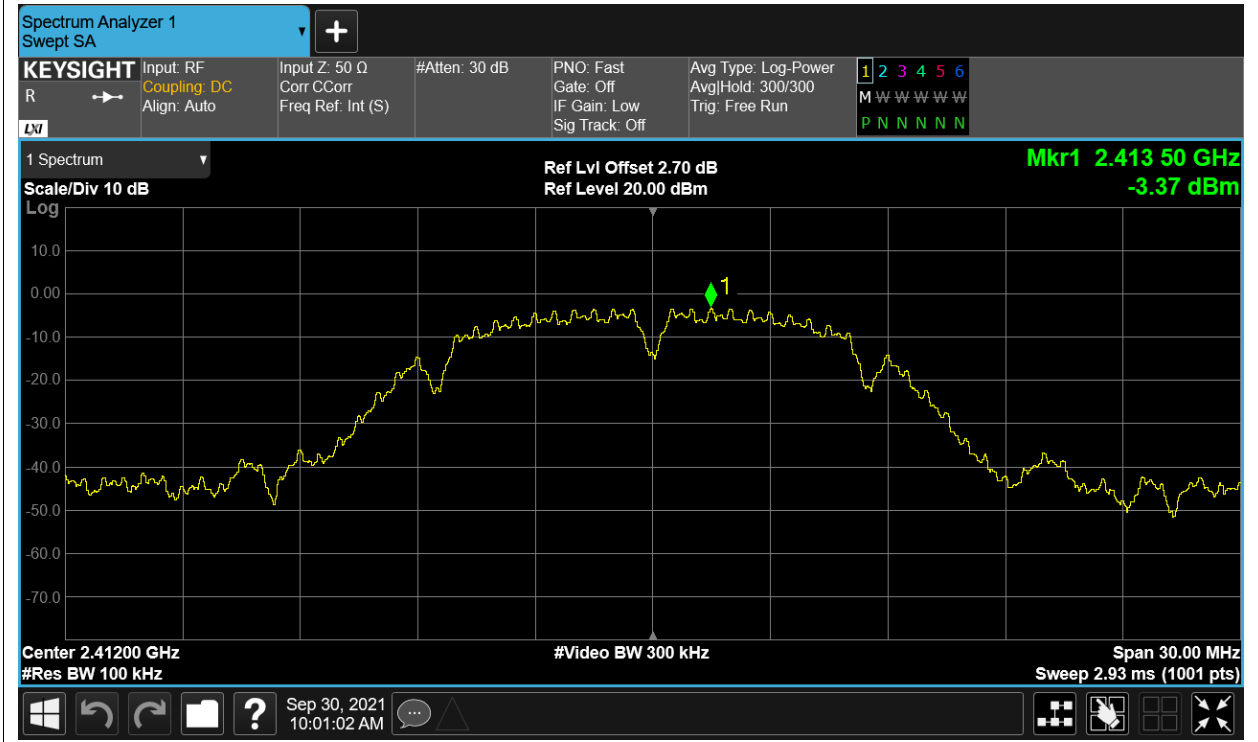 Spectrum Analyzer 1
Swept SA
+
KEYSIGHT
R
LXI
Input: RF
Coupling: DC
Align: Auto
Input Z: 50 Ω
Corr CCorr
Freq Ref: Int (S)
#Atten: 30 dB
PNO: Fast
Gate: Off
IF Gain: Low
Sig Track: Off
Avg Type: Log-Power
Avg|Hold: 300/300
Trig: Free Run
1 2 3 4 5 6
M W W W W W
P N N N N N
1 Spectrum
Scale/Div 10 dB
Log
Ref Lvl Offset 2.70 dB
Ref Level 20.00 dBm
Mkr1 2.413 50 GHz
-3.37 dBm
10.0
0.00
-10.0
-20.0
-30.0
-40.0
-50.0
-60.0
-70.0
1
Center 2.41200 GHz
#Res BW 100 kHz
#Video BW 300 kHz
Span 30.00 MHz
Sweep 2.93 ms (1001 pts)
?
Sep 30, 2021
10:01:02 AM